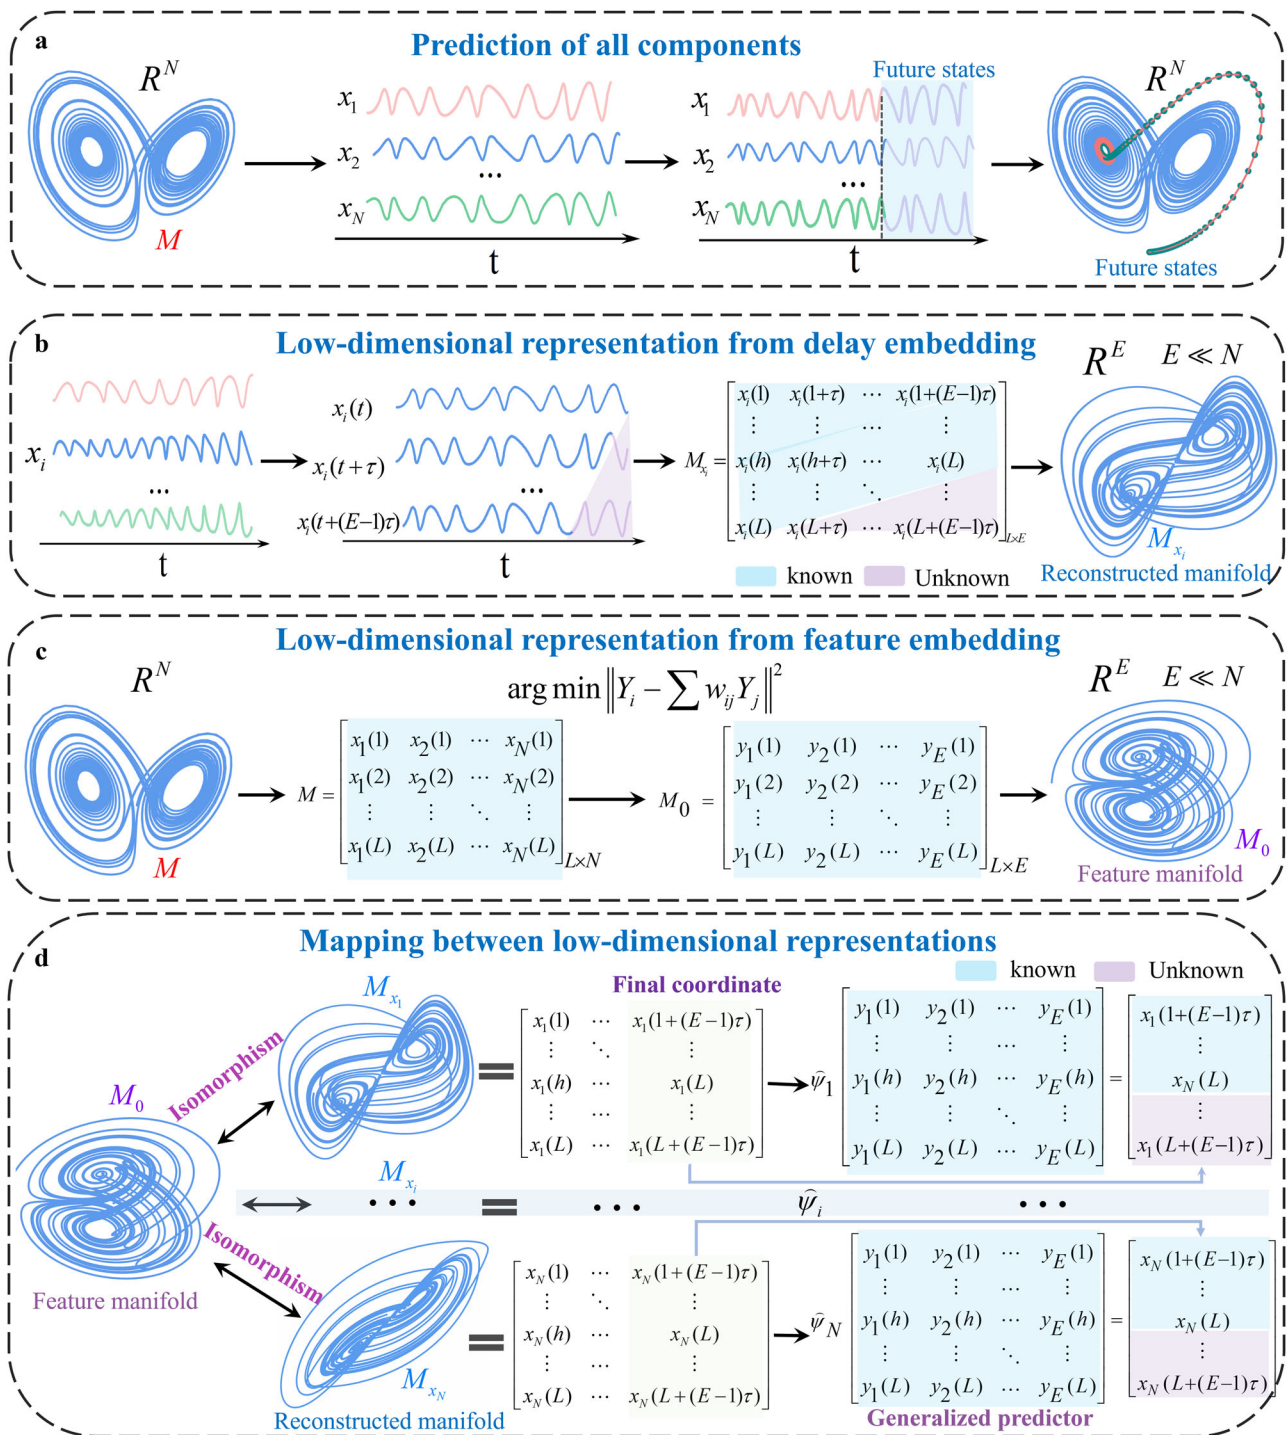 a
Prediction of all components
R^N
M
x_1
x_2
...
x_N
t
Future states
x_1
x_2
...
x_N
t
R^N
Future states
b
Low-dimensional representation from delay embedding
x_i
...
t
x_i(t)
x_i(t+τ)
...
x_i(t+(E−1)τ)
t
M_{x_i} =
x_i(1) x_i(1+τ) ⋯ x_i(1+(E−1)τ)
⋮ ⋮ ⋯ ⋮
x_i(h) x_i(h+τ) ⋯ x_i(L)
⋮ ⋮ ⋱ ⋮
x_i(L) x_i(L+τ) ⋯ x_i(L+(E−1)τ)
L×E
known Unknown
R^E E ≪ N
M_{x_i}
Reconstructed manifold
c
Low-dimensional representation from feature embedding
R^N
M
arg min ‖Y_i − ∑ w_{ij} Y_j‖^2
M =
x_1(1) x_2(1) ⋯ x_N(1)
x_1(2) x_2(2) ⋯ x_N(2)
⋮ ⋮ ⋱ ⋮
x_1(L) x_2(L) ⋯ x_N(L)
L×N
M_0 =
y_1(1) y_2(1) ⋯ y_E(1)
y_1(2) y_2(2) ⋯ y_E(2)
⋮ ⋮ ⋱ ⋮
y_1(L) y_2(L) ⋯ y_E(L)
L×E
R^E E ≪ N
M_0
Feature manifold
d
Mapping between low-dimensional representations
known Unknown
M_0
Feature manifold
Isomorphism
Isomorphism
M_{x_1}
=
Final coordinate
x_1(1) ⋯ x_1(1+(E−1)τ)
⋮ ⋱ ⋮
x_1(h) ⋯ x_1(L)
⋮ ⋯ ⋮
x_1(L) ⋯ x_1(L+(E−1)τ)
ψ̂_1
y_1(1) y_2(1) ⋯ y_E(1)
⋮ ⋮ ⋯ ⋮
y_1(h) y_2(h) ⋯ y_E(h)
⋮ ⋮ ⋱ ⋮
y_1(L) y_2(L) ⋯ y_E(L)
=
x_1(1+(E−1)τ)
⋮
x_N(L)
⋮
x_1(L+(E−1)τ)
... M_{x_i} = ... ψ̂_i ...
M_{x_N}
Reconstructed manifold
=
x_N(1) ⋯ x_N(1+(E−1)τ)
⋮ ⋱ ⋮
x_N(h) ⋯ x_N(L)
⋮ ⋯ ⋮
x_N(L) ⋯ x_N(L+(E−1)τ)
ψ̂_N
y_1(1) y_2(1) ⋯ y_E(1)
⋮ ⋮ ⋯ ⋮
y_1(h) y_2(h) ⋯ y_E(h)
⋮ ⋮ ⋱ ⋮
y_1(L) y_2(L) ⋯ y_E(L)
=
x_N(1+(E−1)τ)
⋮
x_N(L)
⋮
x_N(L+(E−1)τ)
Generalized predictor